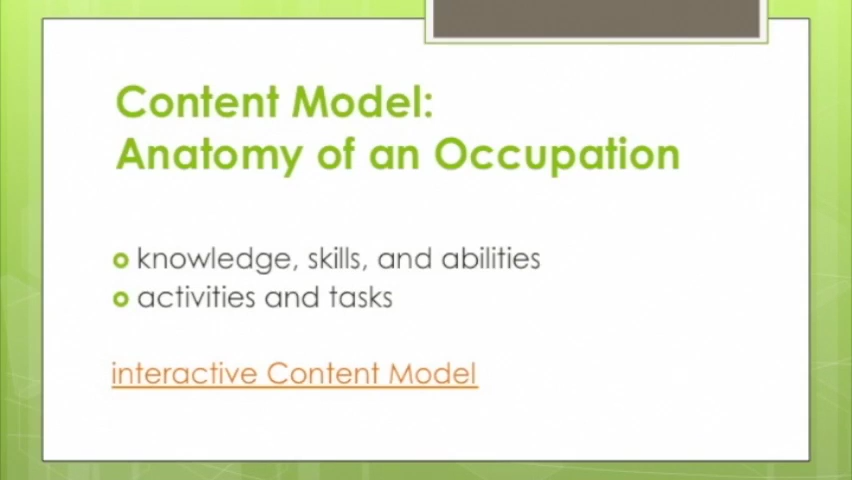 Content Model:
Anatomy of an Occupation
knowledge, skills, and abilities
activities and tasks
interactive Content Model